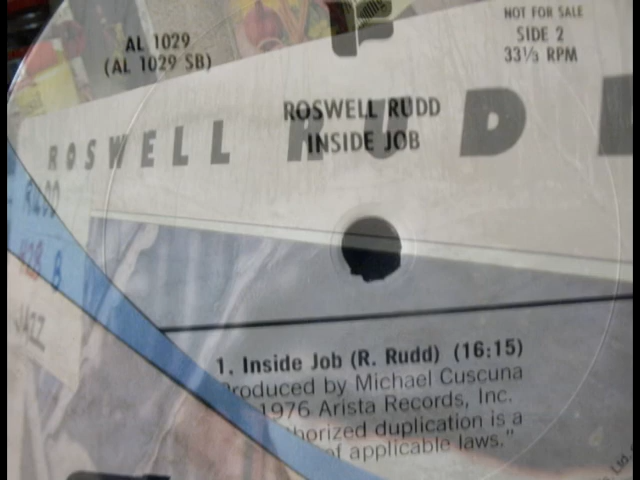 AL 1029
(AL 1029 SB)
NOT FOR SALE
SIDE 2
33⅓ RPM
ROSWELL RUDD
INSIDE JOB
ROSWELL RUDD
JAZZ
1. Inside Job (R. Rudd) (16:15)
Produced by Michael Cuscuna
1976 Arista Records, Inc.
duplication is a
of applicable laws."